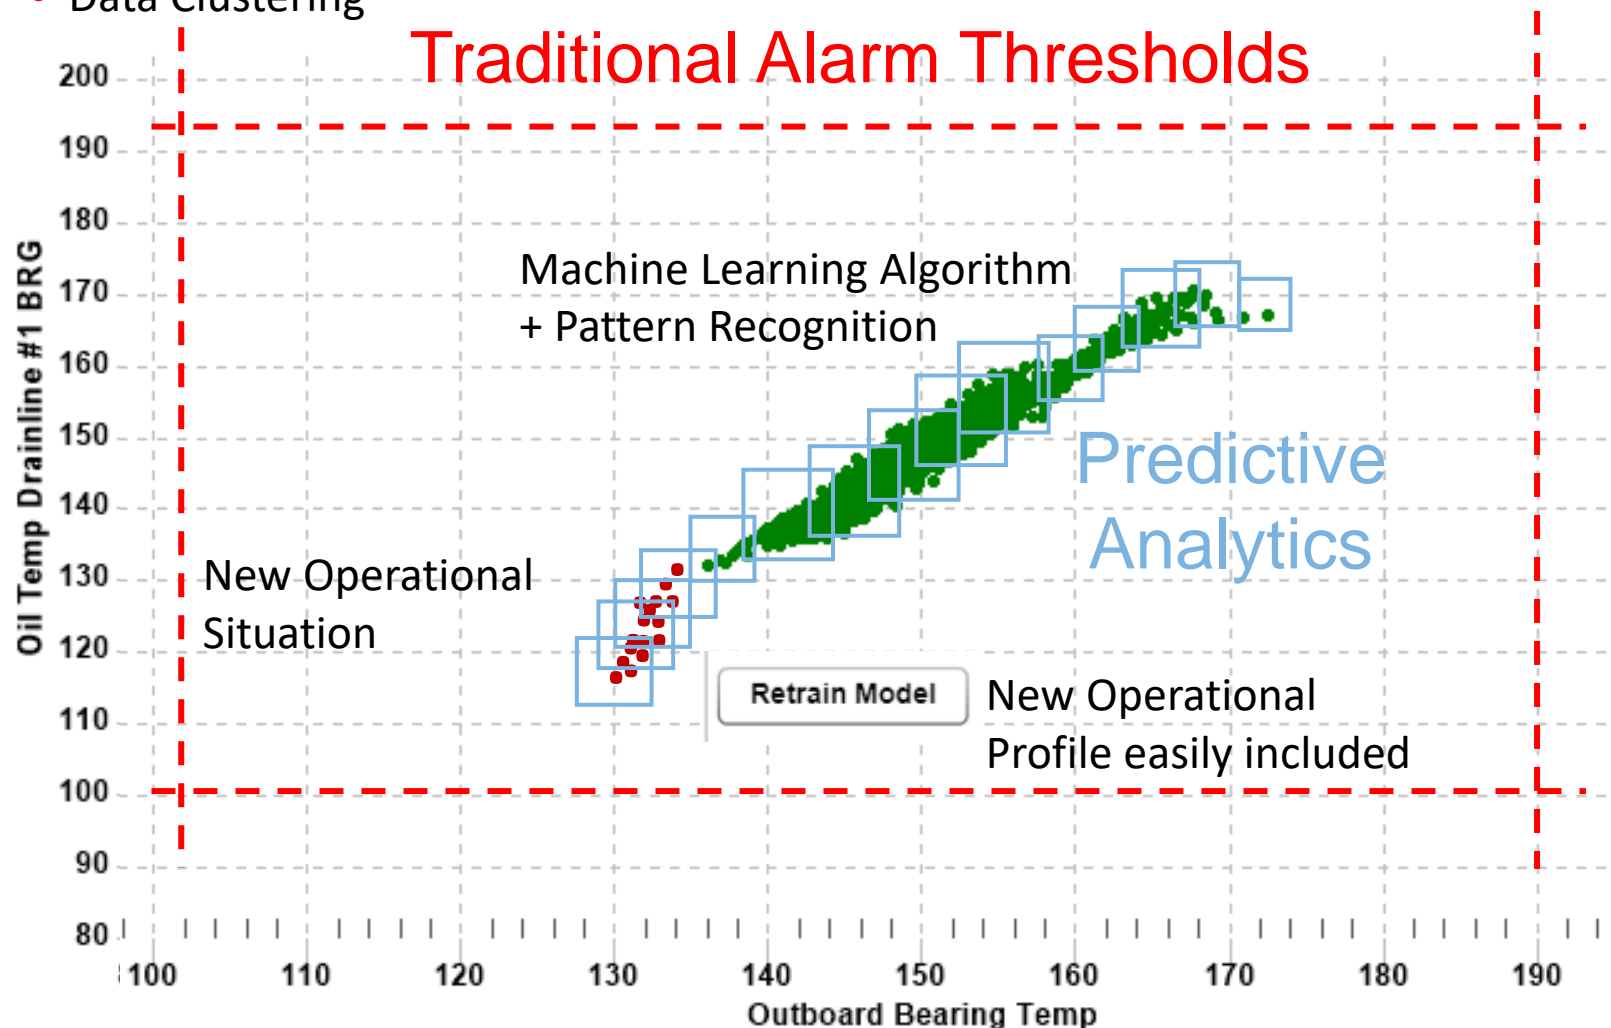 • Data Clustering
Traditional Alarm Thresholds
200
190
180
170
160
150
140
130
120
110
100
90
80
Oil Temp Drainline #1 BRG
Machine Learning Algorithm
+ Pattern Recognition
Predictive
Analytics
New Operational
Situation
Retrain Model
New Operational
Profile easily included
100 110 120 130 140 150 160 170 180 190
Outboard Bearing Temp